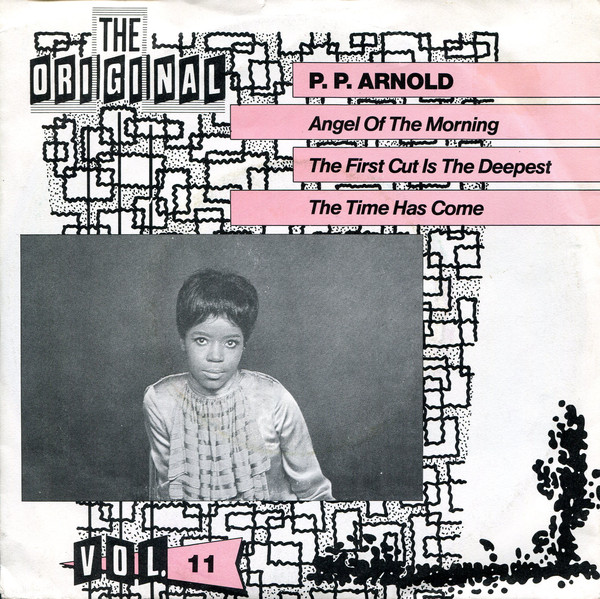 THE
ORIGINAL
P. P. ARNOLD
Angel Of The Morning
The First Cut Is The Deepest
The Time Has Come
VOL. 11